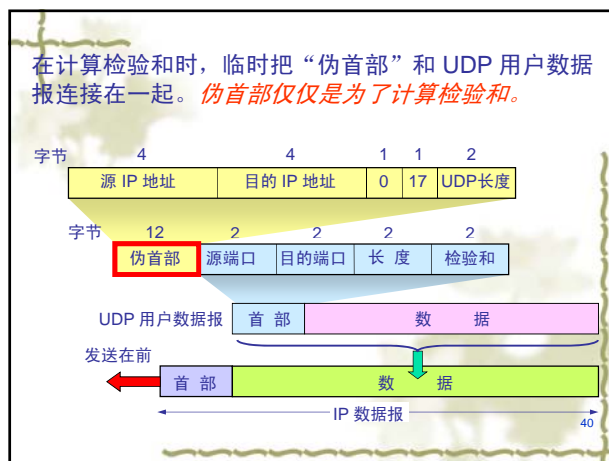 在计算检验和时，临时把“伪首部”和 UDP 用户数据
报连接在一起。伪首部仅仅是为了计算检验和。
字节 4 4 1 1 2
源 IP 地址 目的 IP 地址 0 17 UDP长度
字节 12 2 2 2 2
伪首部 源端口 目的端口 长 度 检验和
UDP 用户数据报 首 部 数 据
发送在前
首 部 数 据
IP 数据报
40